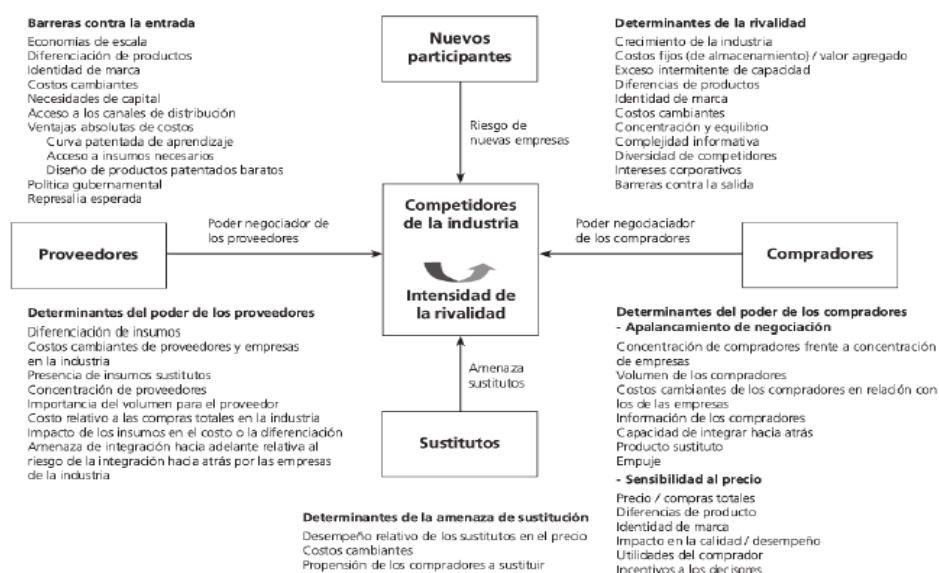 Barreras contra la entrada
Economías de escala
Diferenciación de productos
Identidad de marca
Costos cambiantes
Necesidades de capital
Acceso a los canales de distribución
Ventajas absolutas de costos
Curva patentada de aprendizaje
Acceso a insumos necesarios
Diseño de productos patentados baratos
Política gubernamental
Represalia esperada
Nuevos
participantes
Riesgo de
nuevas empresas
Determinantes de la rivalidad
Crecimiento de la industria
Costos fijos (de almacenamiento) / valor agregado
Exceso intermitente de capacidad
Diferencias de productos
Identidad de marca
Costos cambiantes
Concentración y equilibrio
Complejidad informativa
Diversidad de competidores
Intereses corporativos
Barreras contra la salida
Proveedores
Poder negociador de
los proveedores
Competidores
de la industria
Intensidad de
la rivalidad
Poder negociaciador
de los compradores
Compradores
Determinantes del poder de los proveedores
Diferenciación de insumos
Costos cambiantes de proveedores y empresas
en la industria
Presencia de insumos sustitutos
Concentración de proveedores
Importancia del volumen para el proveedor
Costo relativo a las compras totales en la industria
Impacto de los insumos en el costo o la diferenciación
Amenaza de integración hacia adelante relativa al
riesgo de la integración hacia atrás por las empresas
de la industria
Amenaza
sustitutos
Sustitutos
Determinantes del poder de los compradores
- Apalancamiento de negociación
Concentración de compradores frente a concentración
de empresas
Volumen de los compradores
Costos cambiantes de los compradores en relación con
los de las empresas
Información de los compradores
Capacidad de integrar hacia atrás
Producto sustituto
Empuje
- Sensibilidad al precio
Precio / compras totales
Diferencias de producto
Identidad de marca
Impacto en la calidad / desempeño
Utilidades del comprador
Incentivos a los decisores
Determinantes de la amenaza de sustitución
Desempeño relativo de los sustitutos en el precio
Costos cambiantes
Propensión de los compradores a sustituir